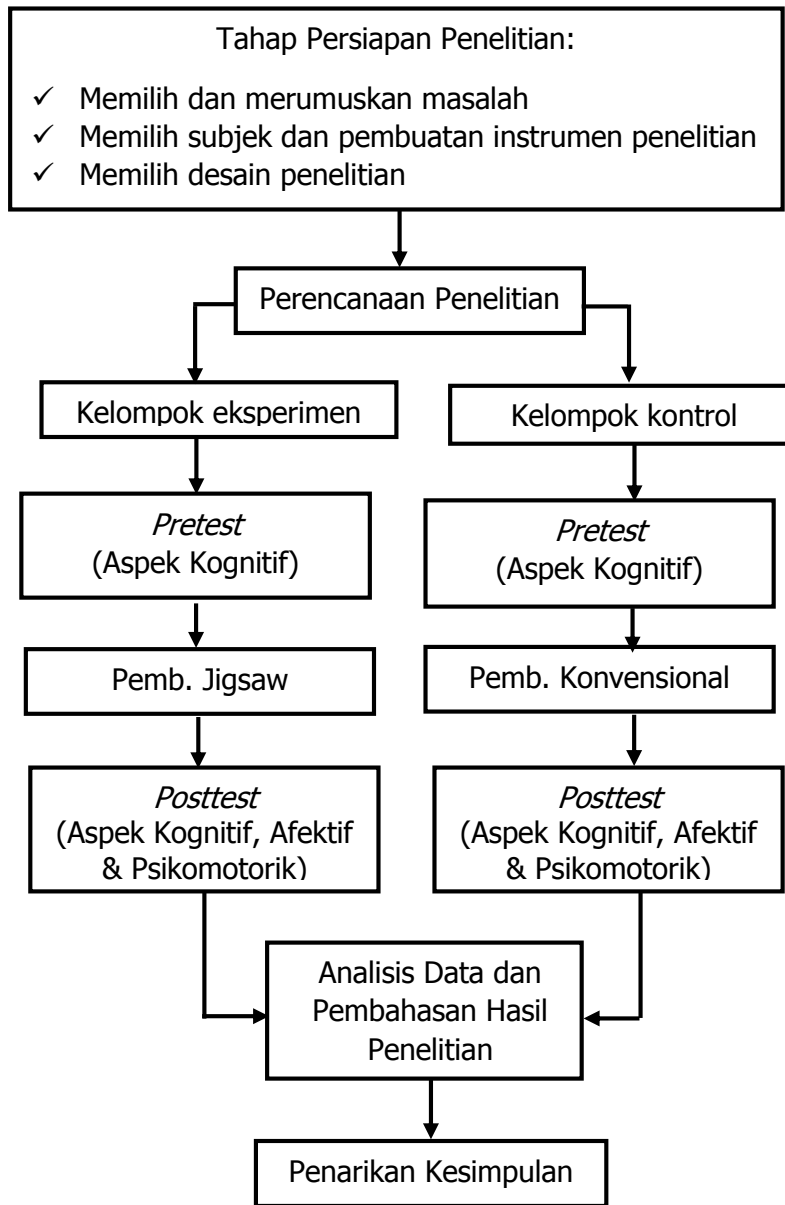 Tahap Persiapan Penelitian:
✓ Memilih dan merumuskan masalah
✓ Memilih subjek dan pembuatan instrumen penelitian
✓ Memilih desain penelitian
Perencanaan Penelitian
Kelompok eksperimen
Kelompok kontrol
Pretest
(Aspek Kognitif)
Pretest
(Aspek Kognitif)
Pemb. Jigsaw
Pemb. Konvensional
Posttest
(Aspek Kognitif, Afektif
& Psikomotorik)
Posttest
(Aspek Kognitif, Afektif
& Psikomotorik)
Analisis Data dan
Pembahasan Hasil
Penelitian
Penarikan Kesimpulan